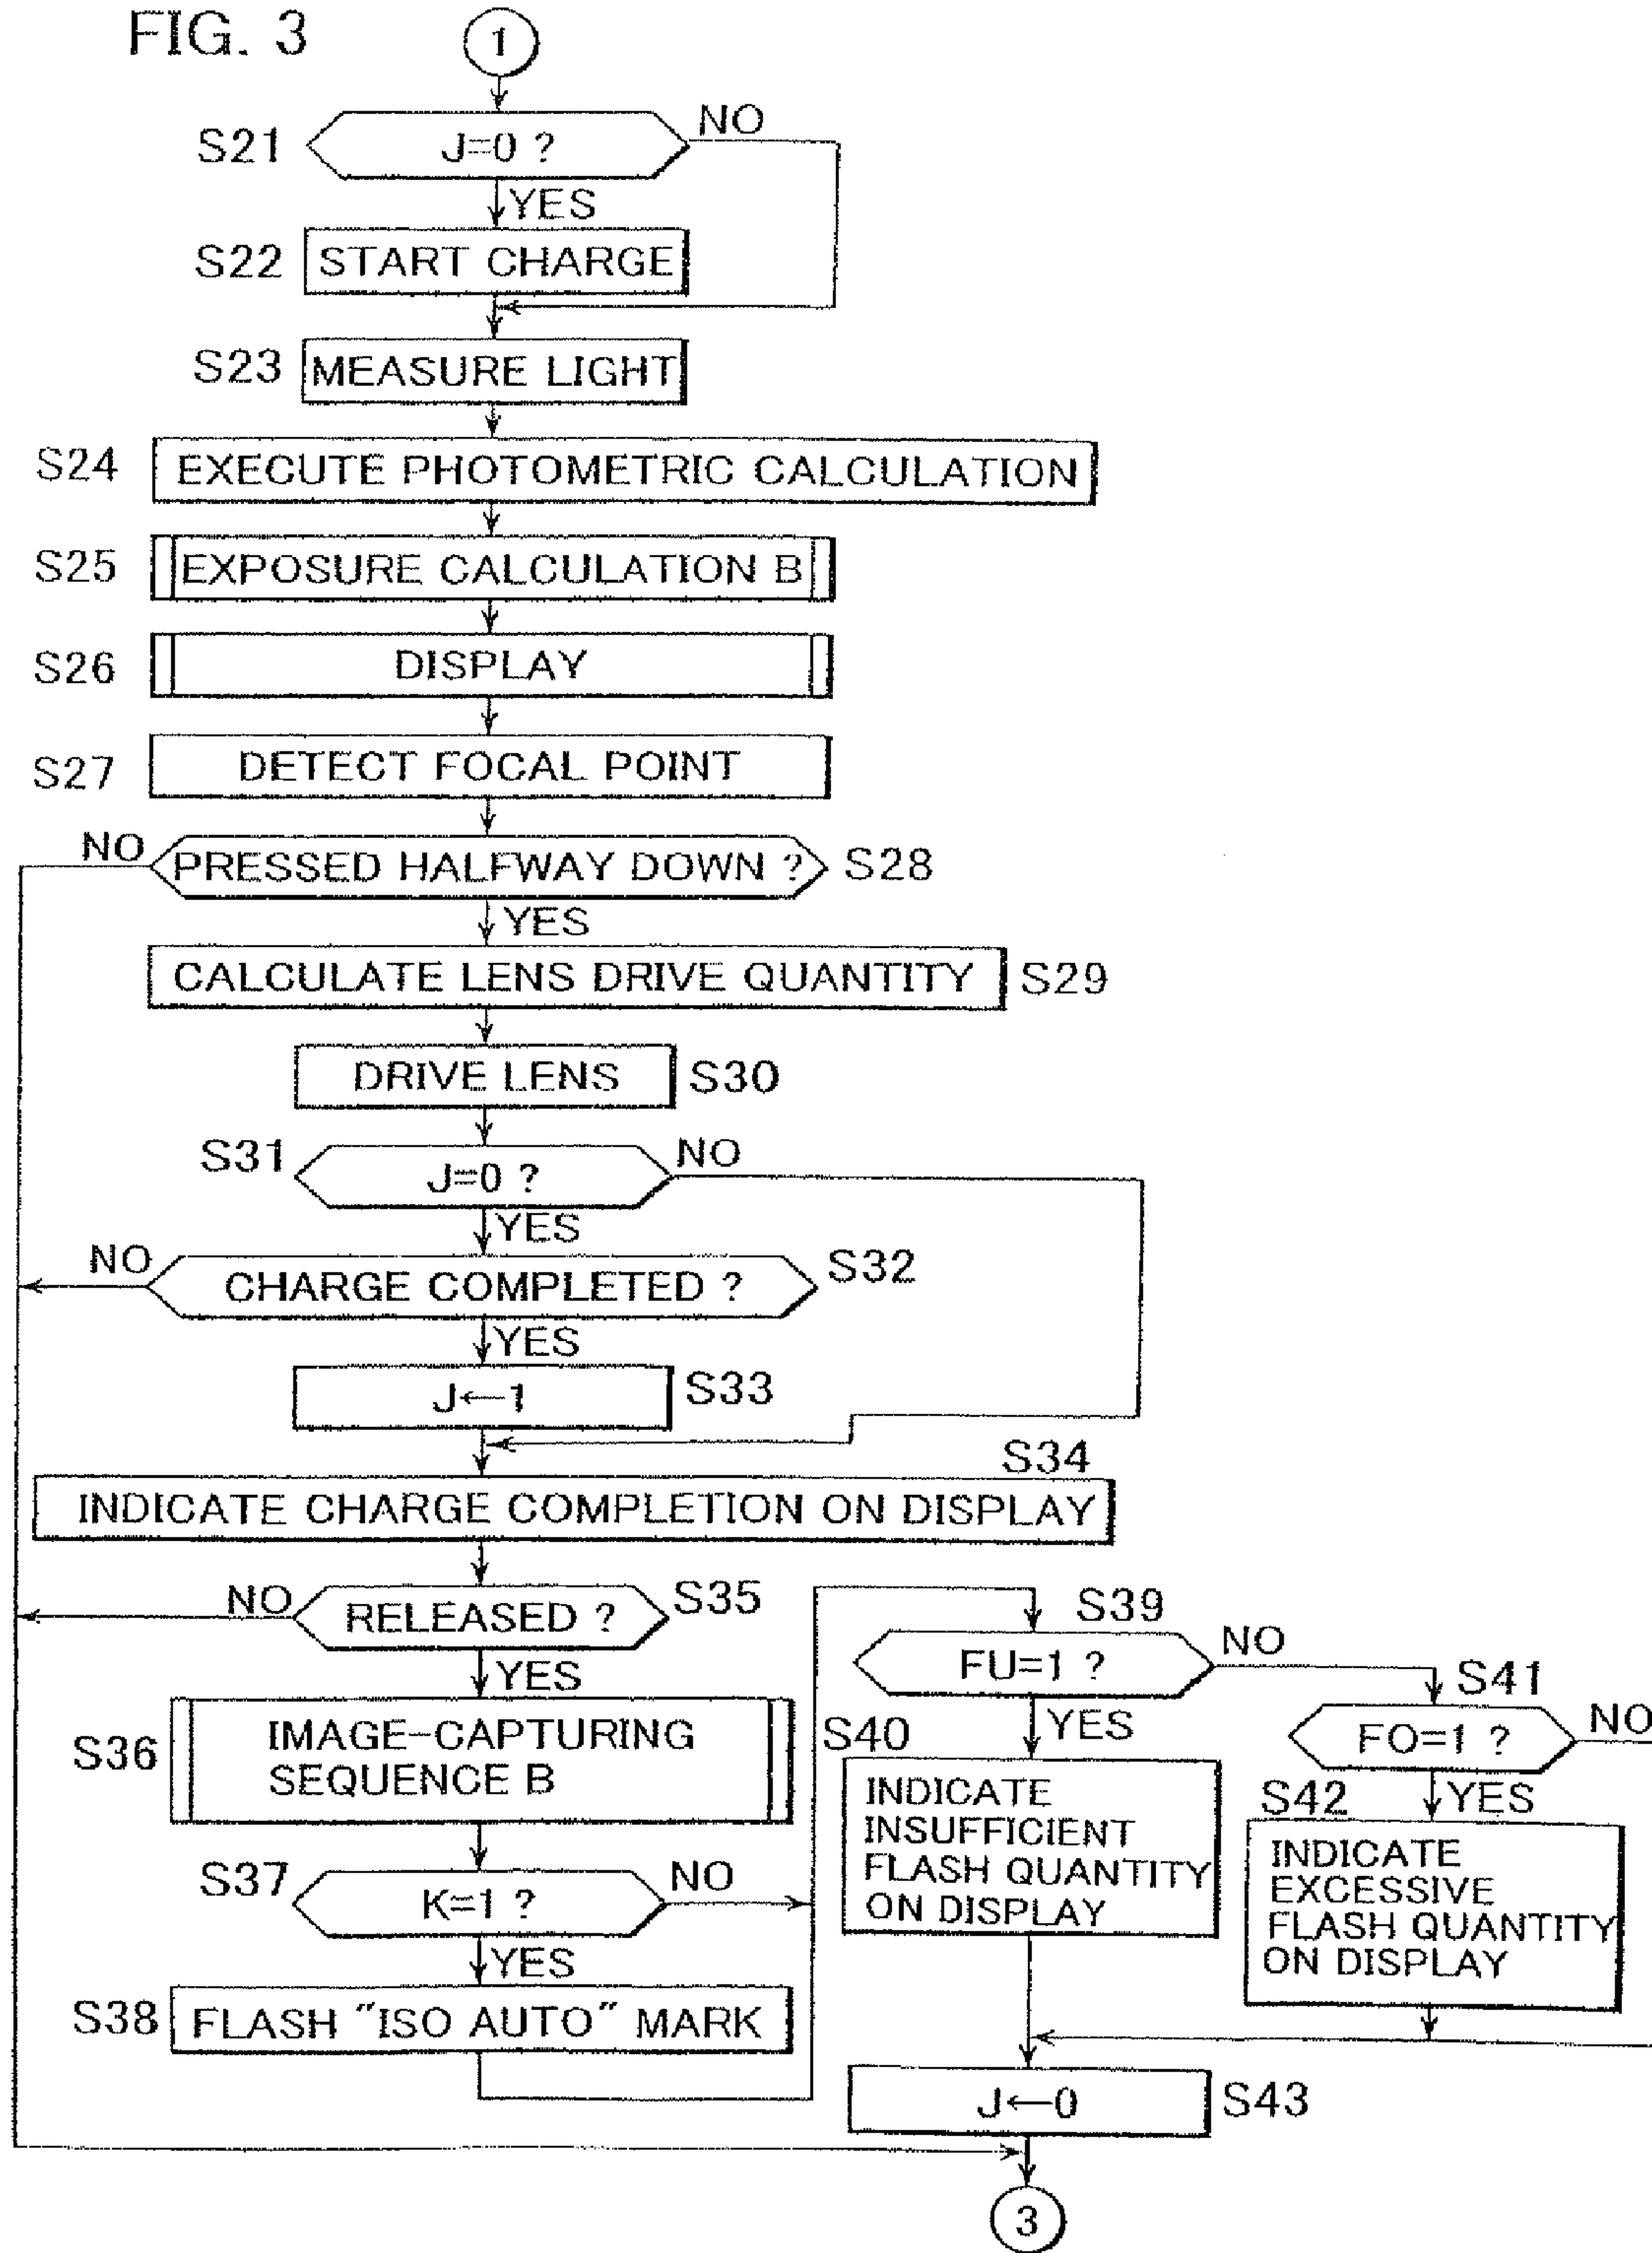 FIG. 3
1
S21
J=0 ?
NO
YES
S22
START CHARGE
S23
MEASURE LIGHT
S24
EXECUTE PHOTOMETRIC CALCULATION
S25
EXPOSURE CALCULATION B
S26
DISPLAY
S27
DETECT FOCAL POINT
NO
PRESSED HALFWAY DOWN ?
S28
YES
CALCULATE LENS DRIVE QUANTITY
S29
DRIVE LENS
S30
S31
J=0 ?
NO
YES
NO
CHARGE COMPLETED ?
S32
YES
J←1
S33
S34
INDICATE CHARGE COMPLETION ON DISPLAY
NO
RELEASED ?
S35
YES
S36
IMAGE-CAPTURING
SEQUENCE B
S37
K=1 ?
NO
YES
S38
FLASH "ISO AUTO" MARK
S39
FU=1 ?
NO
YES
S40
INDICATE
INSUFFICIENT
FLASH QUANTITY
ON DISPLAY
S41
FO=1 ?
NO
YES
S42
INDICATE
EXCESSIVE
FLASH QUANTITY
ON DISPLAY
J←0
S43
3